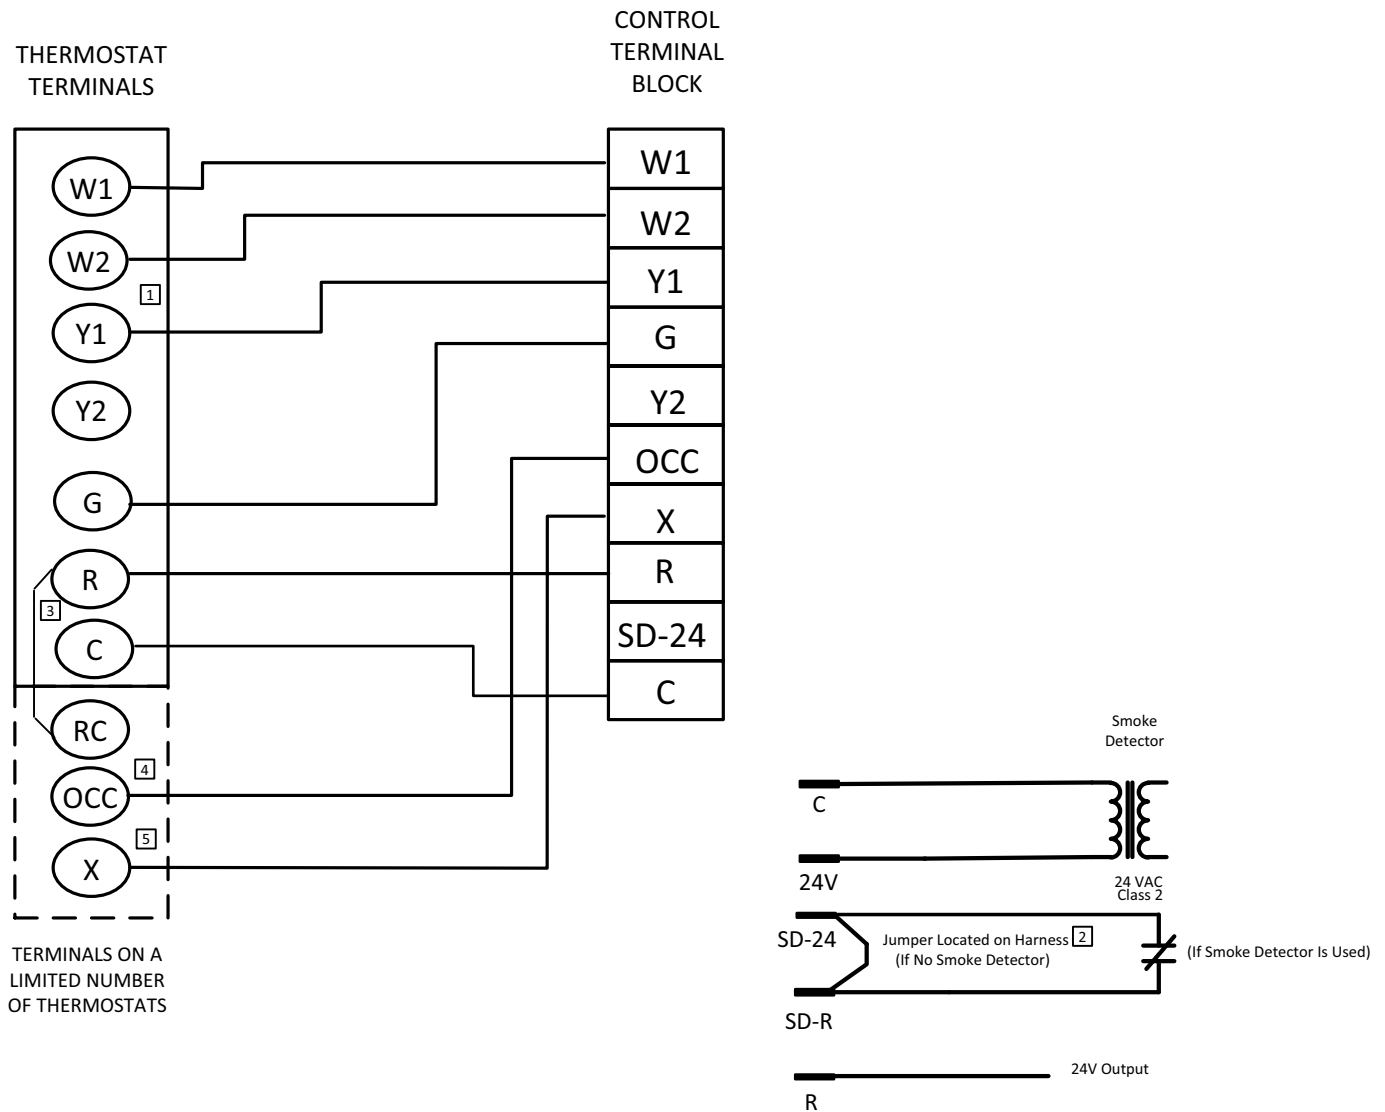 THERMOSTAT
TERMINALS
CONTROL
TERMINAL
BLOCK
W1
W2
1
Y1
Y2
G
R
3
C
RC
4
OCC
5
X
TERMINALS ON A
LIMITED NUMBER
OF THERMOSTATS
W1
W2
Y1
G
Y2
OCC
X
R
SD-24
C
Smoke
Detector
C
24V
24 VAC
Class 2
SD-24
Jumper Located on Harness 2
(If No Smoke Detector)
(If Smoke Detector Is Used)
SD-R
24V Output
R